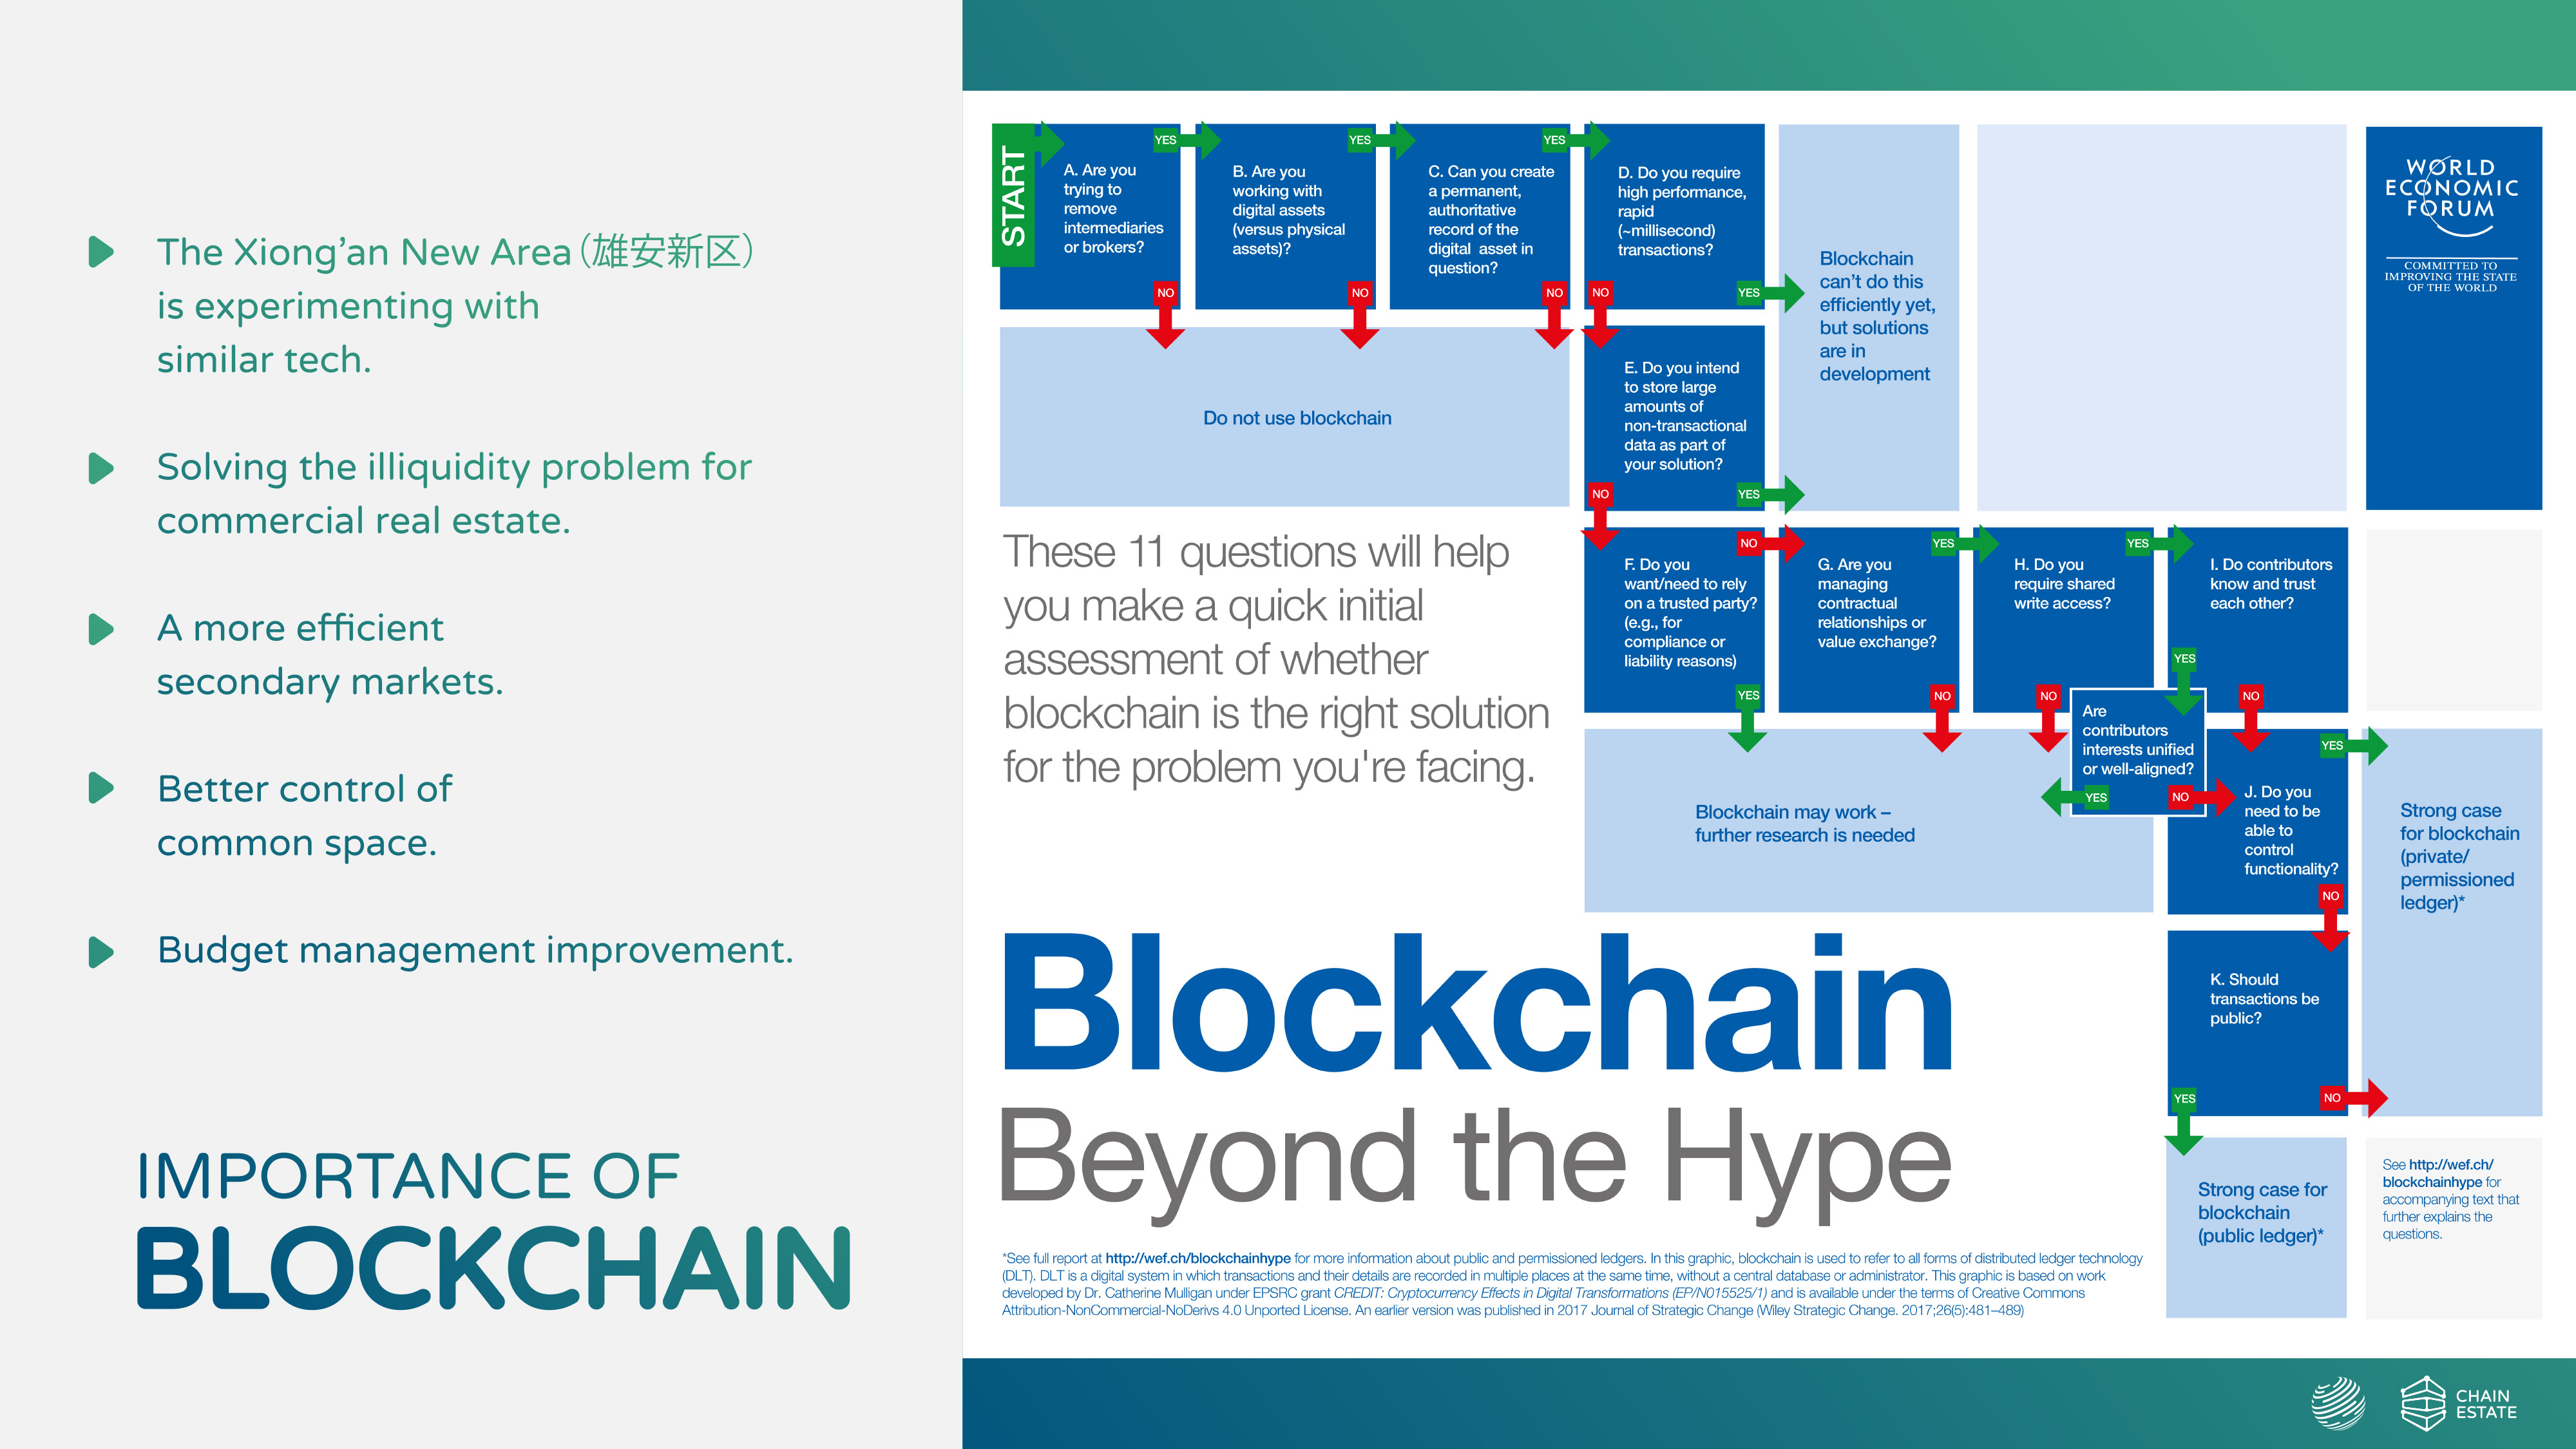 The Xiong’an New Area（雄安新区）
is experimenting with
similar tech.
Solving the illiquidity problem for
commercial real estate.
A more efficient
secondary markets.
Better control of
common space.
Budget management improvement.
IMPORTANCE OF
BLOCKCHAIN
START
A. Are you
trying to
remove
intermediaries
or brokers?
YES
NO
B. Are you
working with
digital assets
(versus physical
assets)?
YES
NO
C. Can you create
a permanent,
authoritative
record of the
digital asset in
question?
YES
NO
D. Do you require
high performance,
rapid
(~millisecond)
transactions?
NO
YES
Blockchain
can’t do this
efficiently yet,
but solutions
are in
development
WORLD
ECONOMIC
FORUM
COMMITTED TO
IMPROVING THE STATE
OF THE WORLD
Do not use blockchain
E. Do you intend
to store large
amounts of
non-transactional
data as part of
your solution?
NO
YES
These 11 questions will help
you make a quick initial
assessment of whether
blockchain is the right solution
for the problem you're facing.
F. Do you
want/need to rely
on a trusted party?
(e.g., for
compliance or
liability reasons)
NO
YES
G. Are you
managing
contractual
relationships or
value exchange?
YES
NO
H. Do you
require shared
write access?
YES
NO
I. Do contributors
know and trust
each other?
YES
NO
Are
contributors
interests unified
or well-aligned?
YES
NO
Blockchain may work –
further research is needed
J. Do you
need to be
able to
control
functionality?
YES
NO
Strong case
for blockchain
(private/
permissioned
ledger)*
K. Should
transactions be
public?
YES
NO
Strong case for
blockchain
(public ledger)*
See http://wef.ch/
blockchainhype for
accompanying text that
further explains the
questions.
Blockchain
Beyond the Hype
*See full report at http://wef.ch/blockchainhype for more information about public and permissioned ledgers. In this graphic, blockchain is used to refer to all forms of distributed ledger technology
(DLT). DLT is a digital system in which transactions and their details are recorded in multiple places at the same time, without a central database or administrator. This graphic is based on work
developed by Dr. Catherine Mulligan under EPSRC grant CREDIT: Cryptocurrency Effects in Digital Transformations (EP/N015525/1) and is available under the terms of Creative Commons
Attribution-NonCommercial-NoDerivs 4.0 Unported License. An earlier version was published in 2017 Journal of Strategic Change (Wiley Strategic Change. 2017;26(5):481–489)
CHAIN
ESTATE